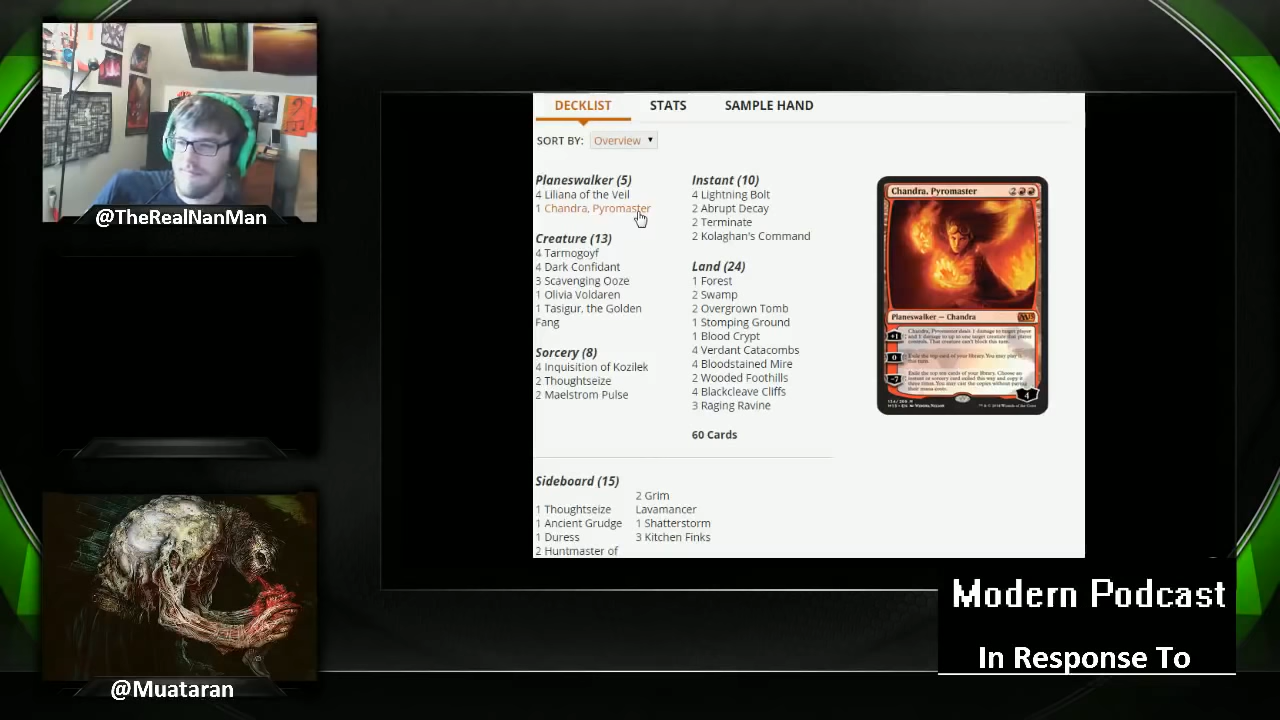 DECKLIST STATS SAMPLE HAND
SORT BY: Overview
Planeswalker (5)
4 Liliana of the Veil
1 Chandra, Pyromaster
Creature (13)
4 Tarmogoyf
4 Dark Confidant
3 Scavenging Ooze
1 Olivia Voldaren
1 Tasigur, the Golden
Fang
Sorcery (8)
4 Inquisition of Kozilek
2 Thoughtseize
2 Maelstrom Pulse
Instant (10)
4 Lightning Bolt
2 Abrupt Decay
2 Terminate
2 Kolaghan's Command
Land (24)
1 Forest
2 Swamp
2 Overgrown Tomb
1 Stomping Ground
1 Blood Crypt
4 Verdant Catacombs
4 Bloodstained Mire
2 Wooded Foothills
4 Blackcleave Cliffs
3 Raging Ravine
60 Cards
Sideboard (15)
1 Thoughtseize
1 Ancient Grudge
1 Duress
2 Huntmaster of
2 Grim
Lavamancer
1 Shatterstorm
3 Kitchen Finks
Chandra, Pyromaster 2
Planeswalker — Chandra
+1
0
-7
4
@TheRealNanMan
@Muataran
Modern Podcast
In Response To